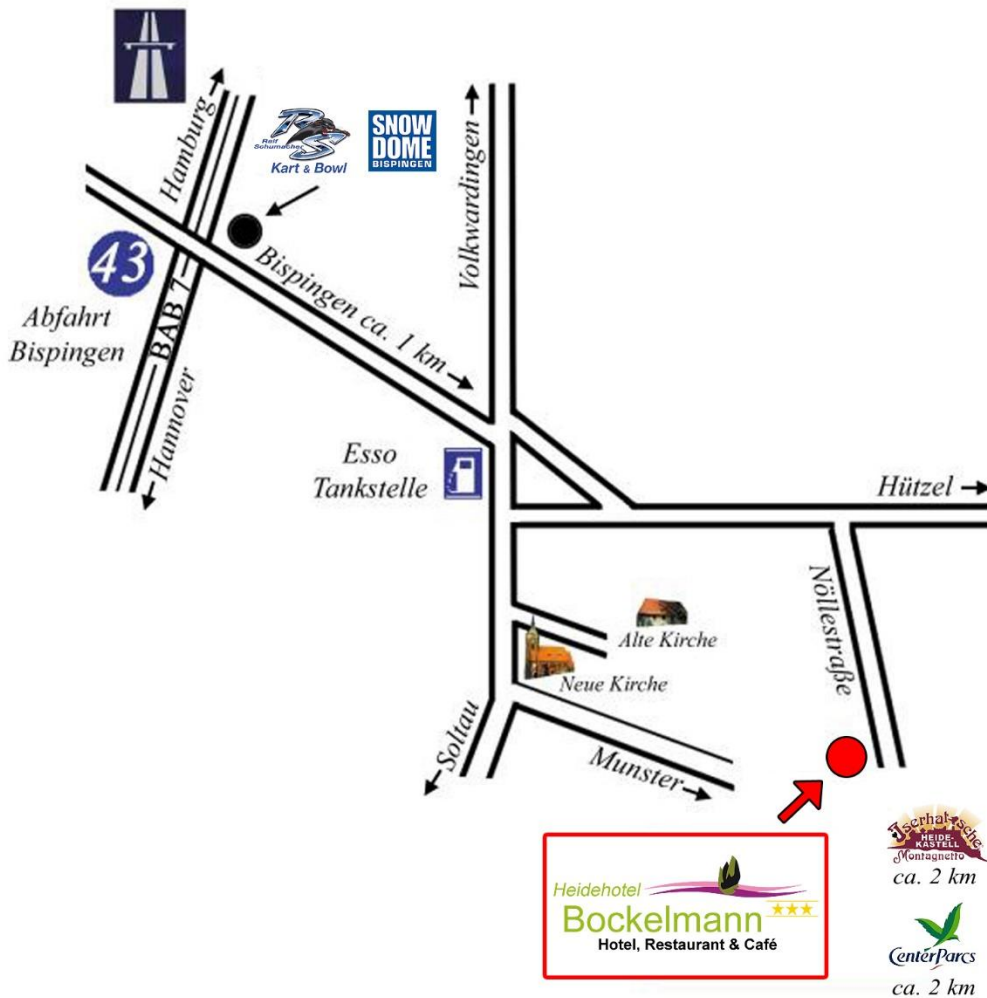 Hamburg
RS
Ralf
Schumacher
Kart & Bowl
SNOW
DOME
BISPINGEN
Volkwardingen
43
Abfahrt
Bispingen
BAB 7
Hannover
Bispingen ca. 1 km
Esso
Tankstelle
Hützel
Nöllestraße
Alte Kirche
Neue Kirche
Soltau
Munster
Heidehotel
Bockelmann
Hotel, Restaurant & Café
Iserhatsche
HEIDE-
KASTELL
Montagnetto
ca. 2 km
CenterParcs
ca. 2 km